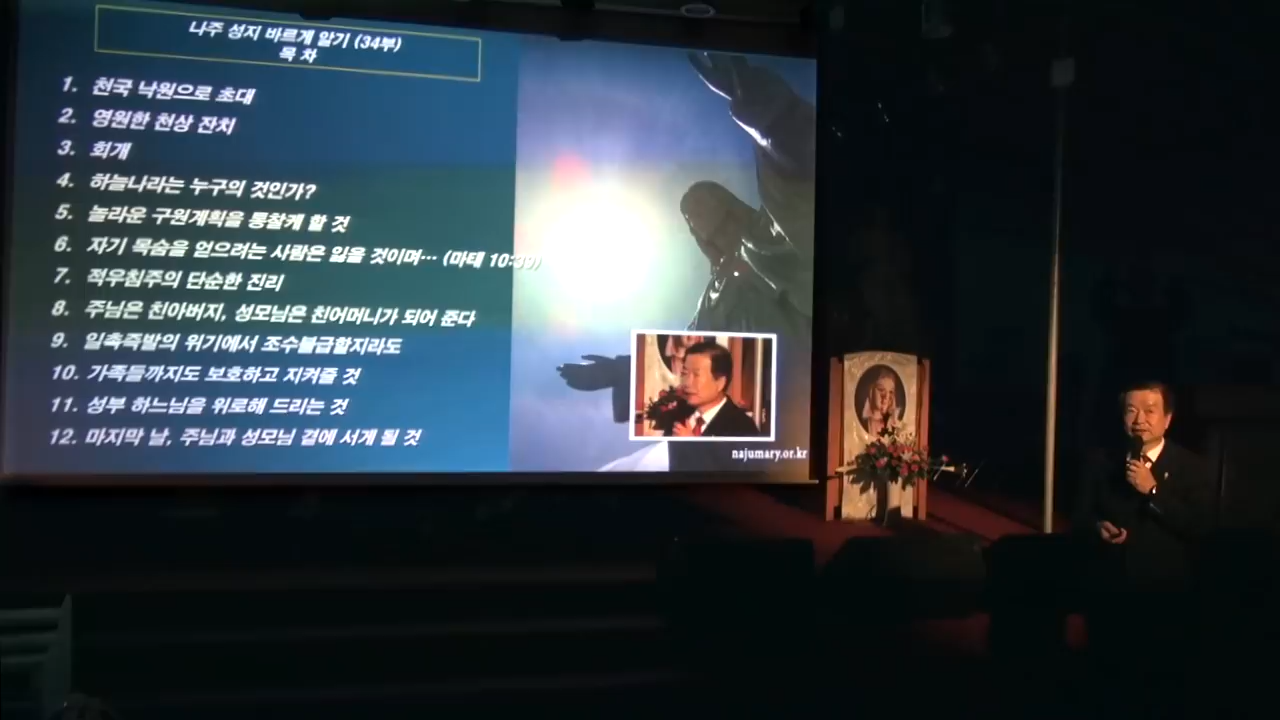 나주 성지 바르게 알기 (34부)
목 차
1. 천국 낙원으로 초대
2. 영원한 천상 잔치
3. 회개
4. 하늘나라는 누구의 것인가?
5. 놀라운 구원계획을 통찰케 할 것
6. 자기 목숨을 얻으려는 사람은 잃을 것이며… (마태 10:39)
7. 적우침주의 단순한 진리
8. 주님은 친아버지, 성모님은 친어머니가 되어 준다
9. 일촉즉발의 위기에서 조수불급할지라도
10. 가족들까지도 보호하고 지켜줄 것
11. 성부 하느님을 위로해 드리는 것
12. 마지막 날, 주님과 성모님 곁에 서게 될 것
najumary.or.kr